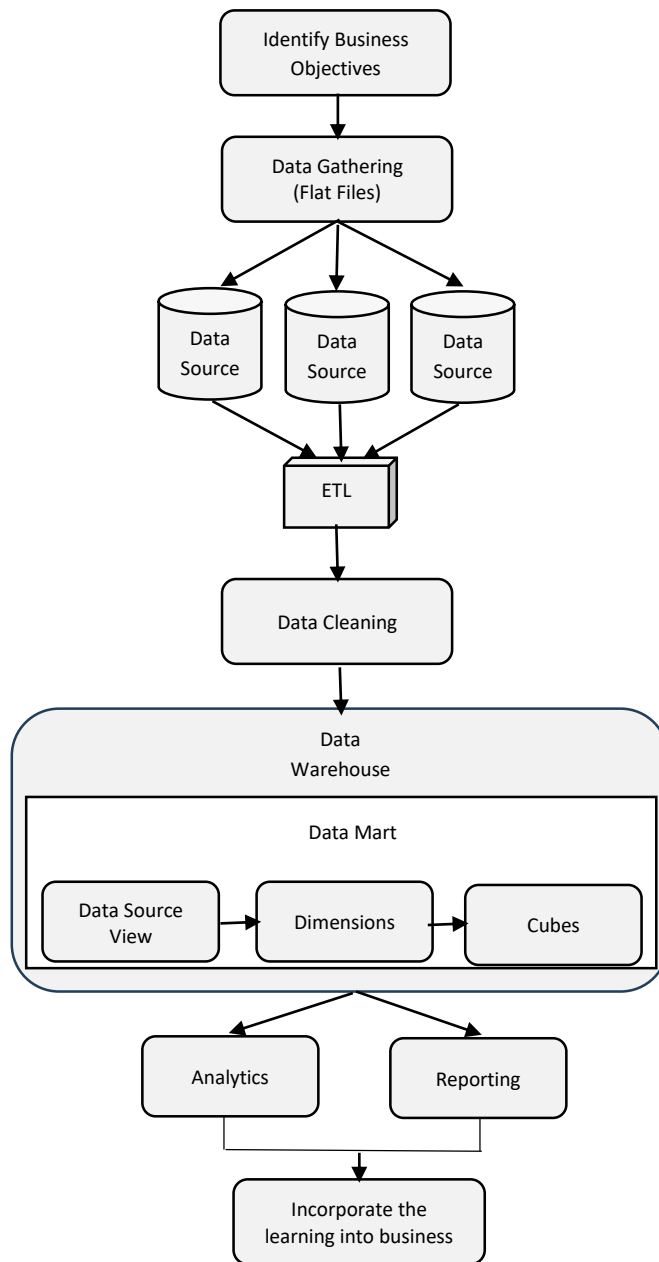 Identify Business
Objectives
Data Gathering
(Flat Files)
Data
Source
Data
Source
Data
Source
ETL
Data Cleaning
Data
Warehouse
Data Mart
Data Source
View
Dimensions
Cubes
Analytics
Reporting
Incorporate the
learning into business